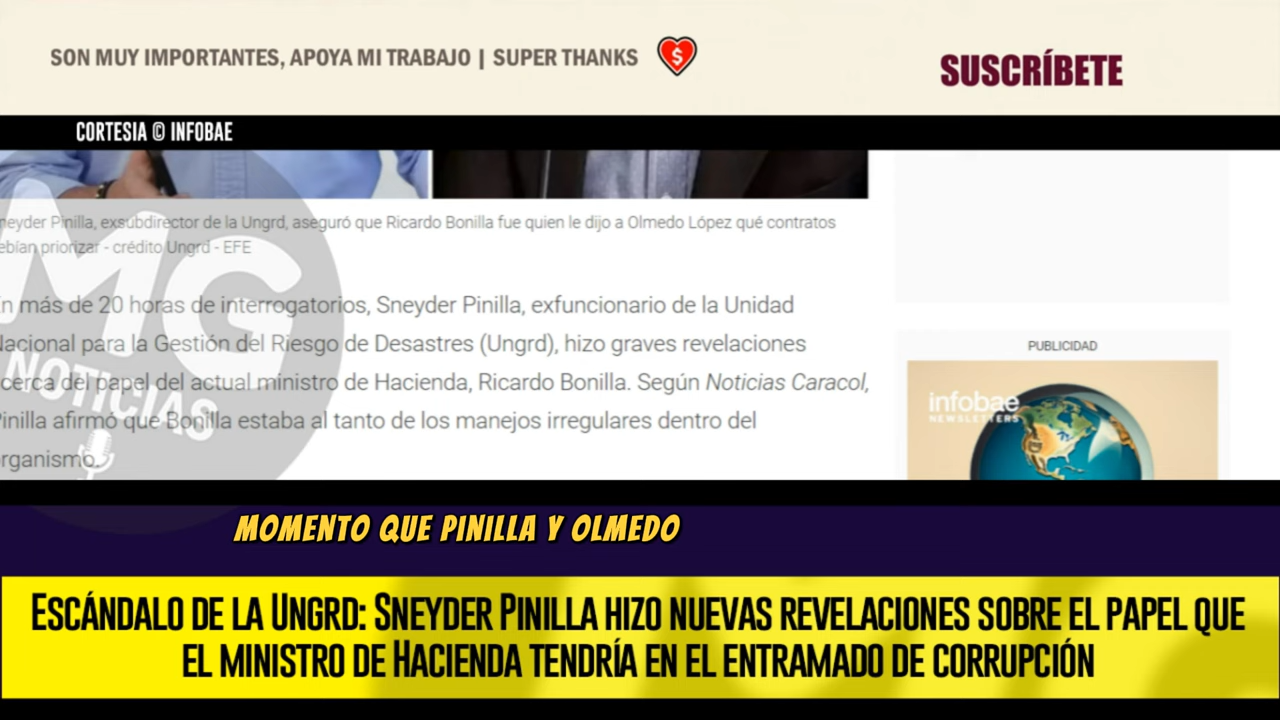 SON MUY IMPORTANTES, APOYA MI TRABAJO | SUPER THANKS
SUSCRÍBETE
CORTESIA © INFOBAE
neyder Pinilla, exsubdirector de la Ungrd, aseguró que Ricardo Bonilla fue quien le dijo a Olmedo López qué contratos
ebían priorizar - crédito Ungrd - EFE
n más de 20 horas de interrogatorios, Sneyder Pinilla, exfuncionario de la Unidad
Nacional para la Gestión del Riesgo de Desastres (Ungrd), hizo graves revelaciones
cerca del papel del actual ministro de Hacienda, Ricardo Bonilla. Según Noticias Caracol,
Pinilla afirmó que Bonilla estaba al tanto de los manejos irregulares dentro del
rganismo.
MG
NOTICIAS
PUBLICIDAD
infobae
NEWSLETTERS
MOMENTO QUE PINILLA Y OLMEDO
ESCÁNDALO DE LA UNGRD: SNEYDER PINILLA HIZO NUEVAS REVELACIONES SOBRE EL PAPEL QUE
EL MINISTRO DE HACIENDA TENDRÍA EN EL ENTRAMADO DE CORRUPCIÓN